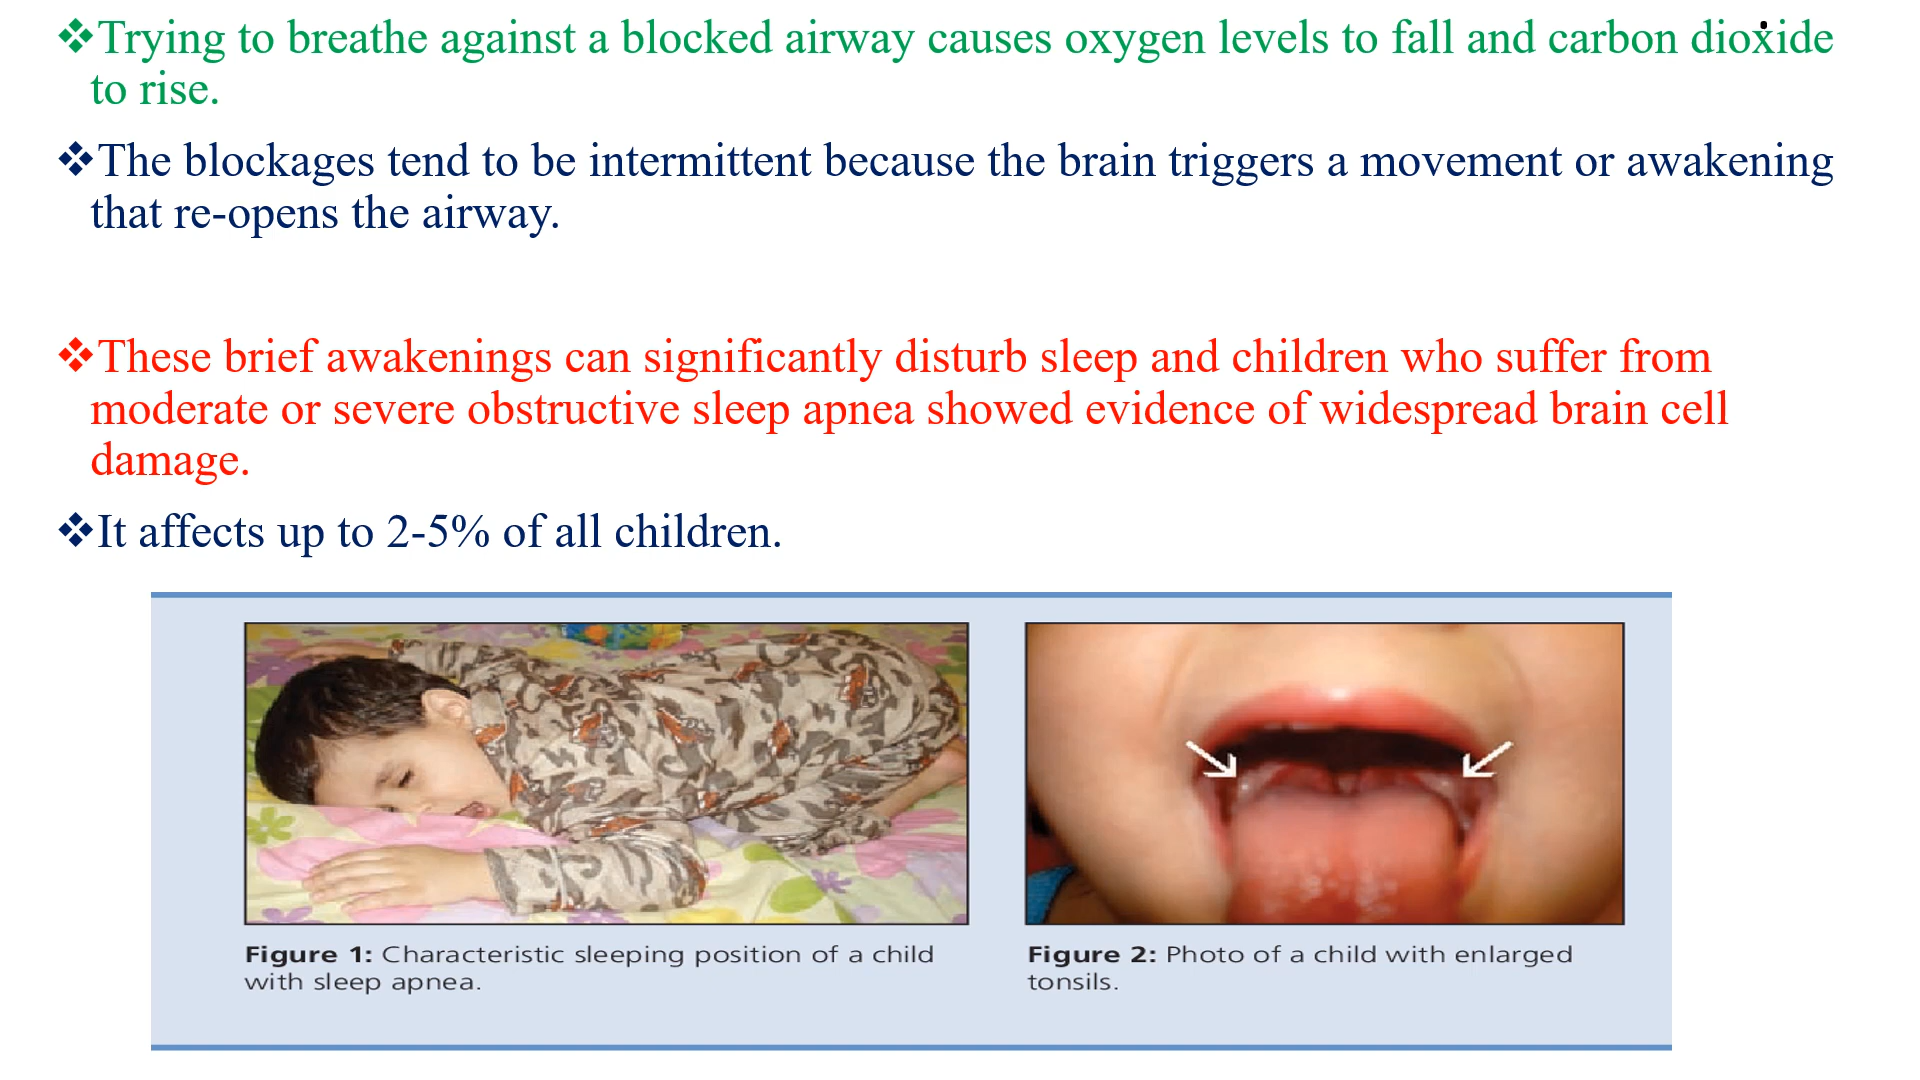 ❖Trying to breathe against a blocked airway causes oxygen levels to fall and carbon dioxide
to rise.
❖The blockages tend to be intermittent because the brain triggers a movement or awakening
that re-opens the airway.
❖These brief awakenings can significantly disturb sleep and children who suffer from
moderate or severe obstructive sleep apnea showed evidence of widespread brain cell
damage.
❖It affects up to 2-5% of all children.
Figure 1: Characteristic sleeping position of a child
with sleep apnea.
Figure 2: Photo of a child with enlarged
tonsils.